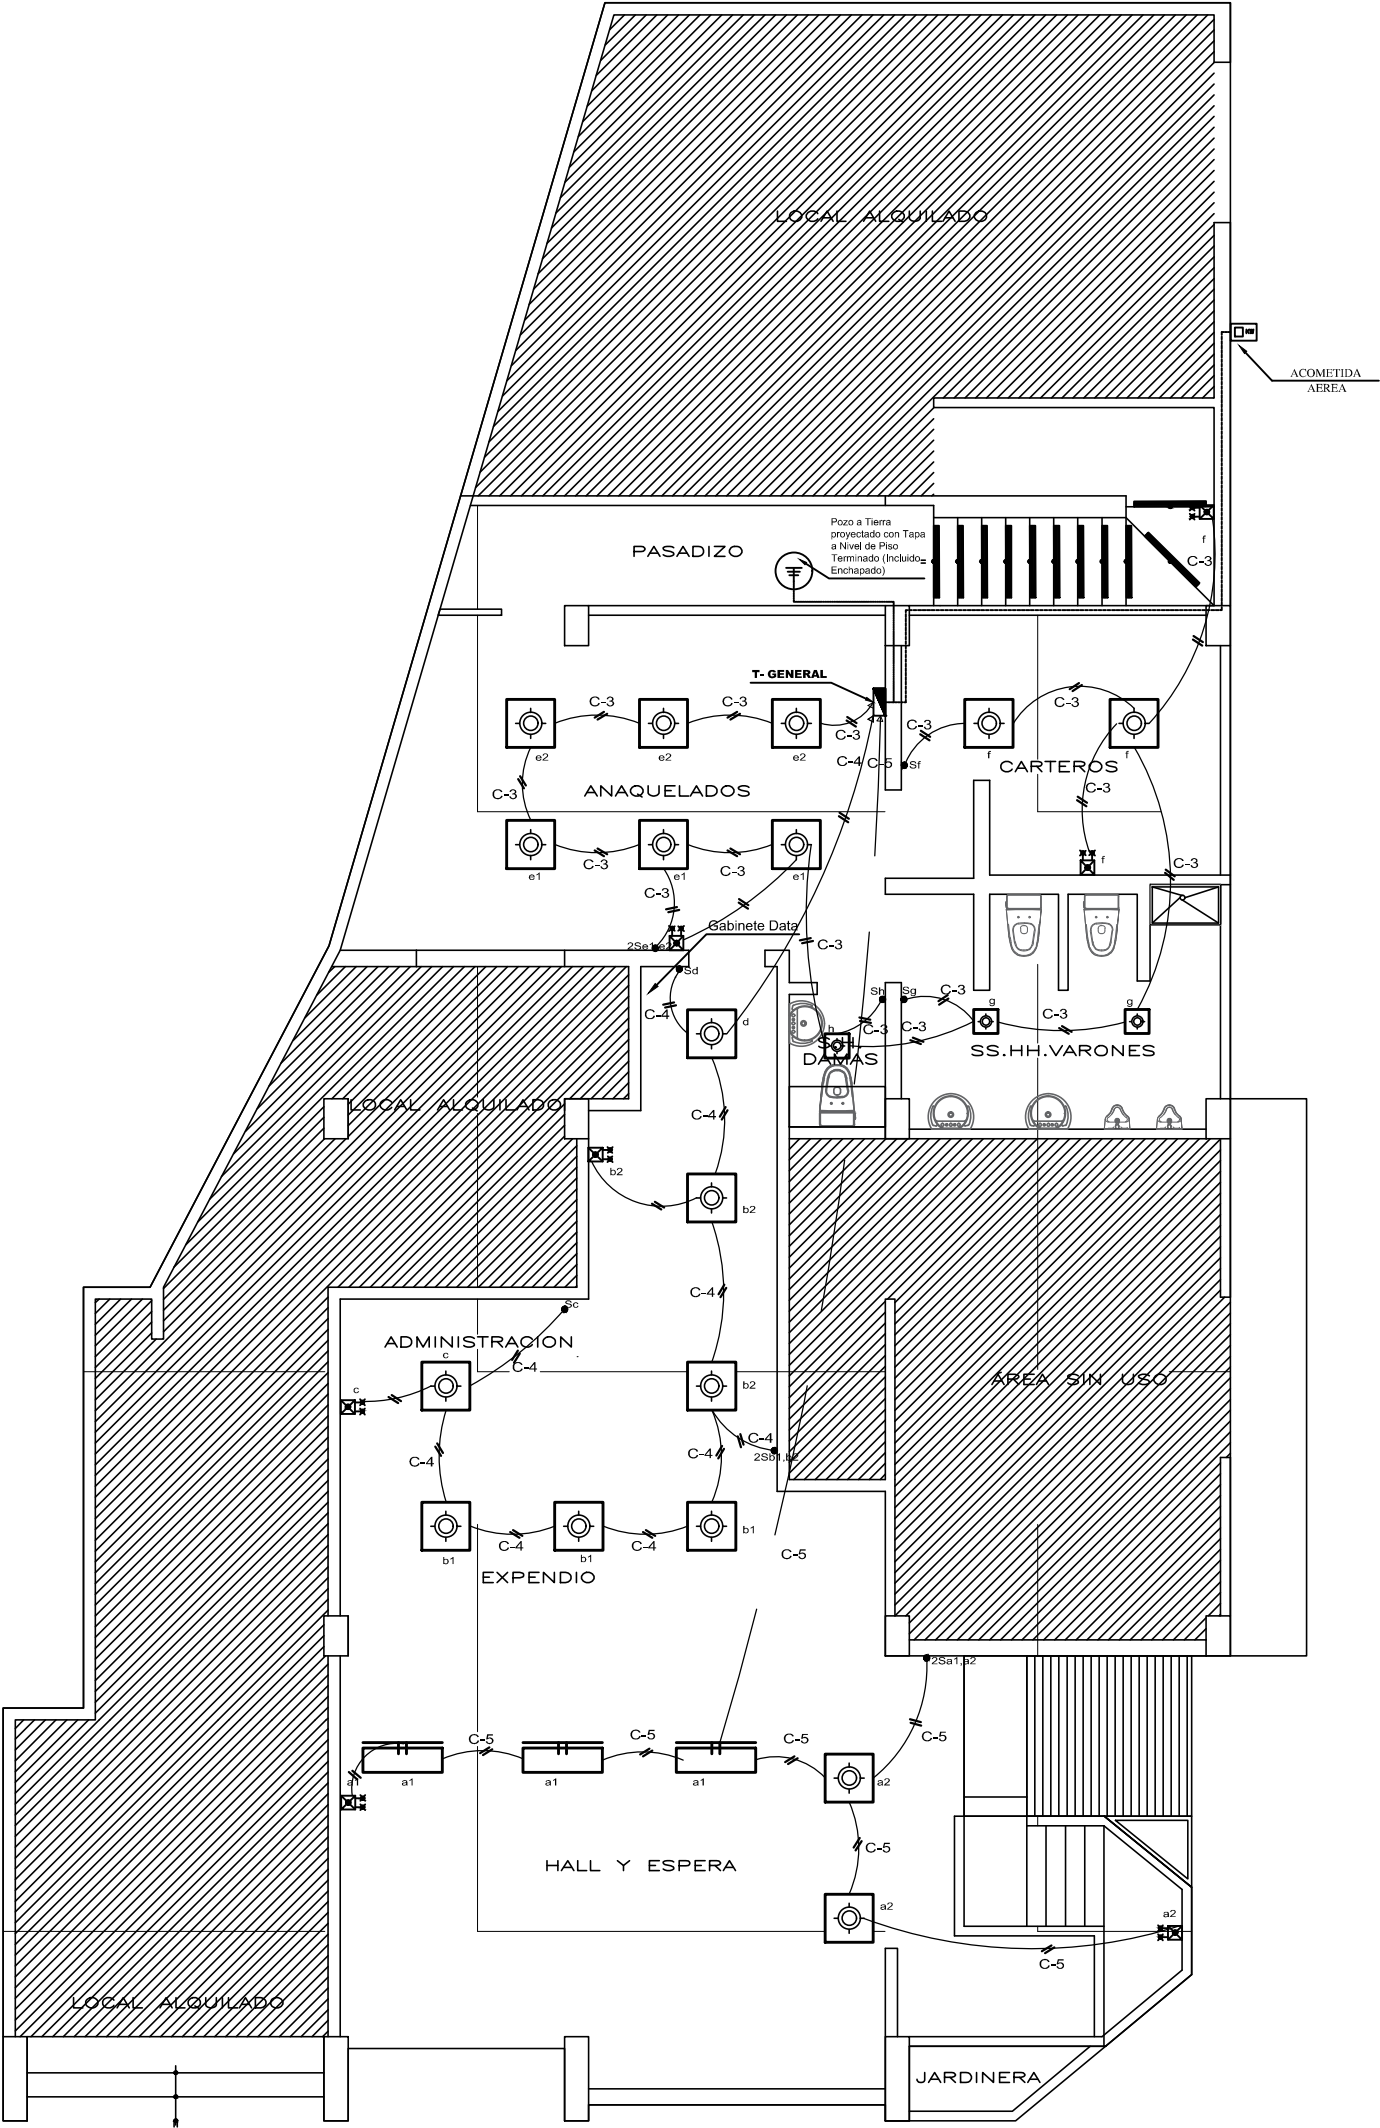 LOCAL ALQUILADO
ACOMETIDA
AEREA
Pozo a Tierra
proyectado con Tapa
a Nivel de Piso
Terminado (Incluido
Enchapado)
PASADIZO
f
C-3
T- GENERAL
C-3
C-3
C-3
C-3
C-3
e2
e2
e2
f
f
C-4
C-5
Sf
CARTEROS
ANAQUELADOS
C-3
C-3
C-3
C-3
f
C-3
e1
e1
e1
C-3
2Se1,e2
Gabinete Data
C-3
Sd
Sh
Sg
C-3
g
g
C-4
d
h
C-3
C-3
C-3
S.H.
DAMAS
SS.HH.VARONES
LOCAL ALQUILADO
C-4
b2
b2
C-4
Sc
ADMINISTRACION
c
C-4
c
b2
AREA SIN USO
C-4
C-4
C-4
2Sb1,b2
b1
C-4
b1
C-4
b1
C-5
EXPENDIO
2Sa1,a2
C-5
C-5
C-5
C-5
a1
a1
a1
a1
a2
C-5
HALL Y ESPERA
a2
a2
C-5
LOCAL ALQUILADO
JARDINERA